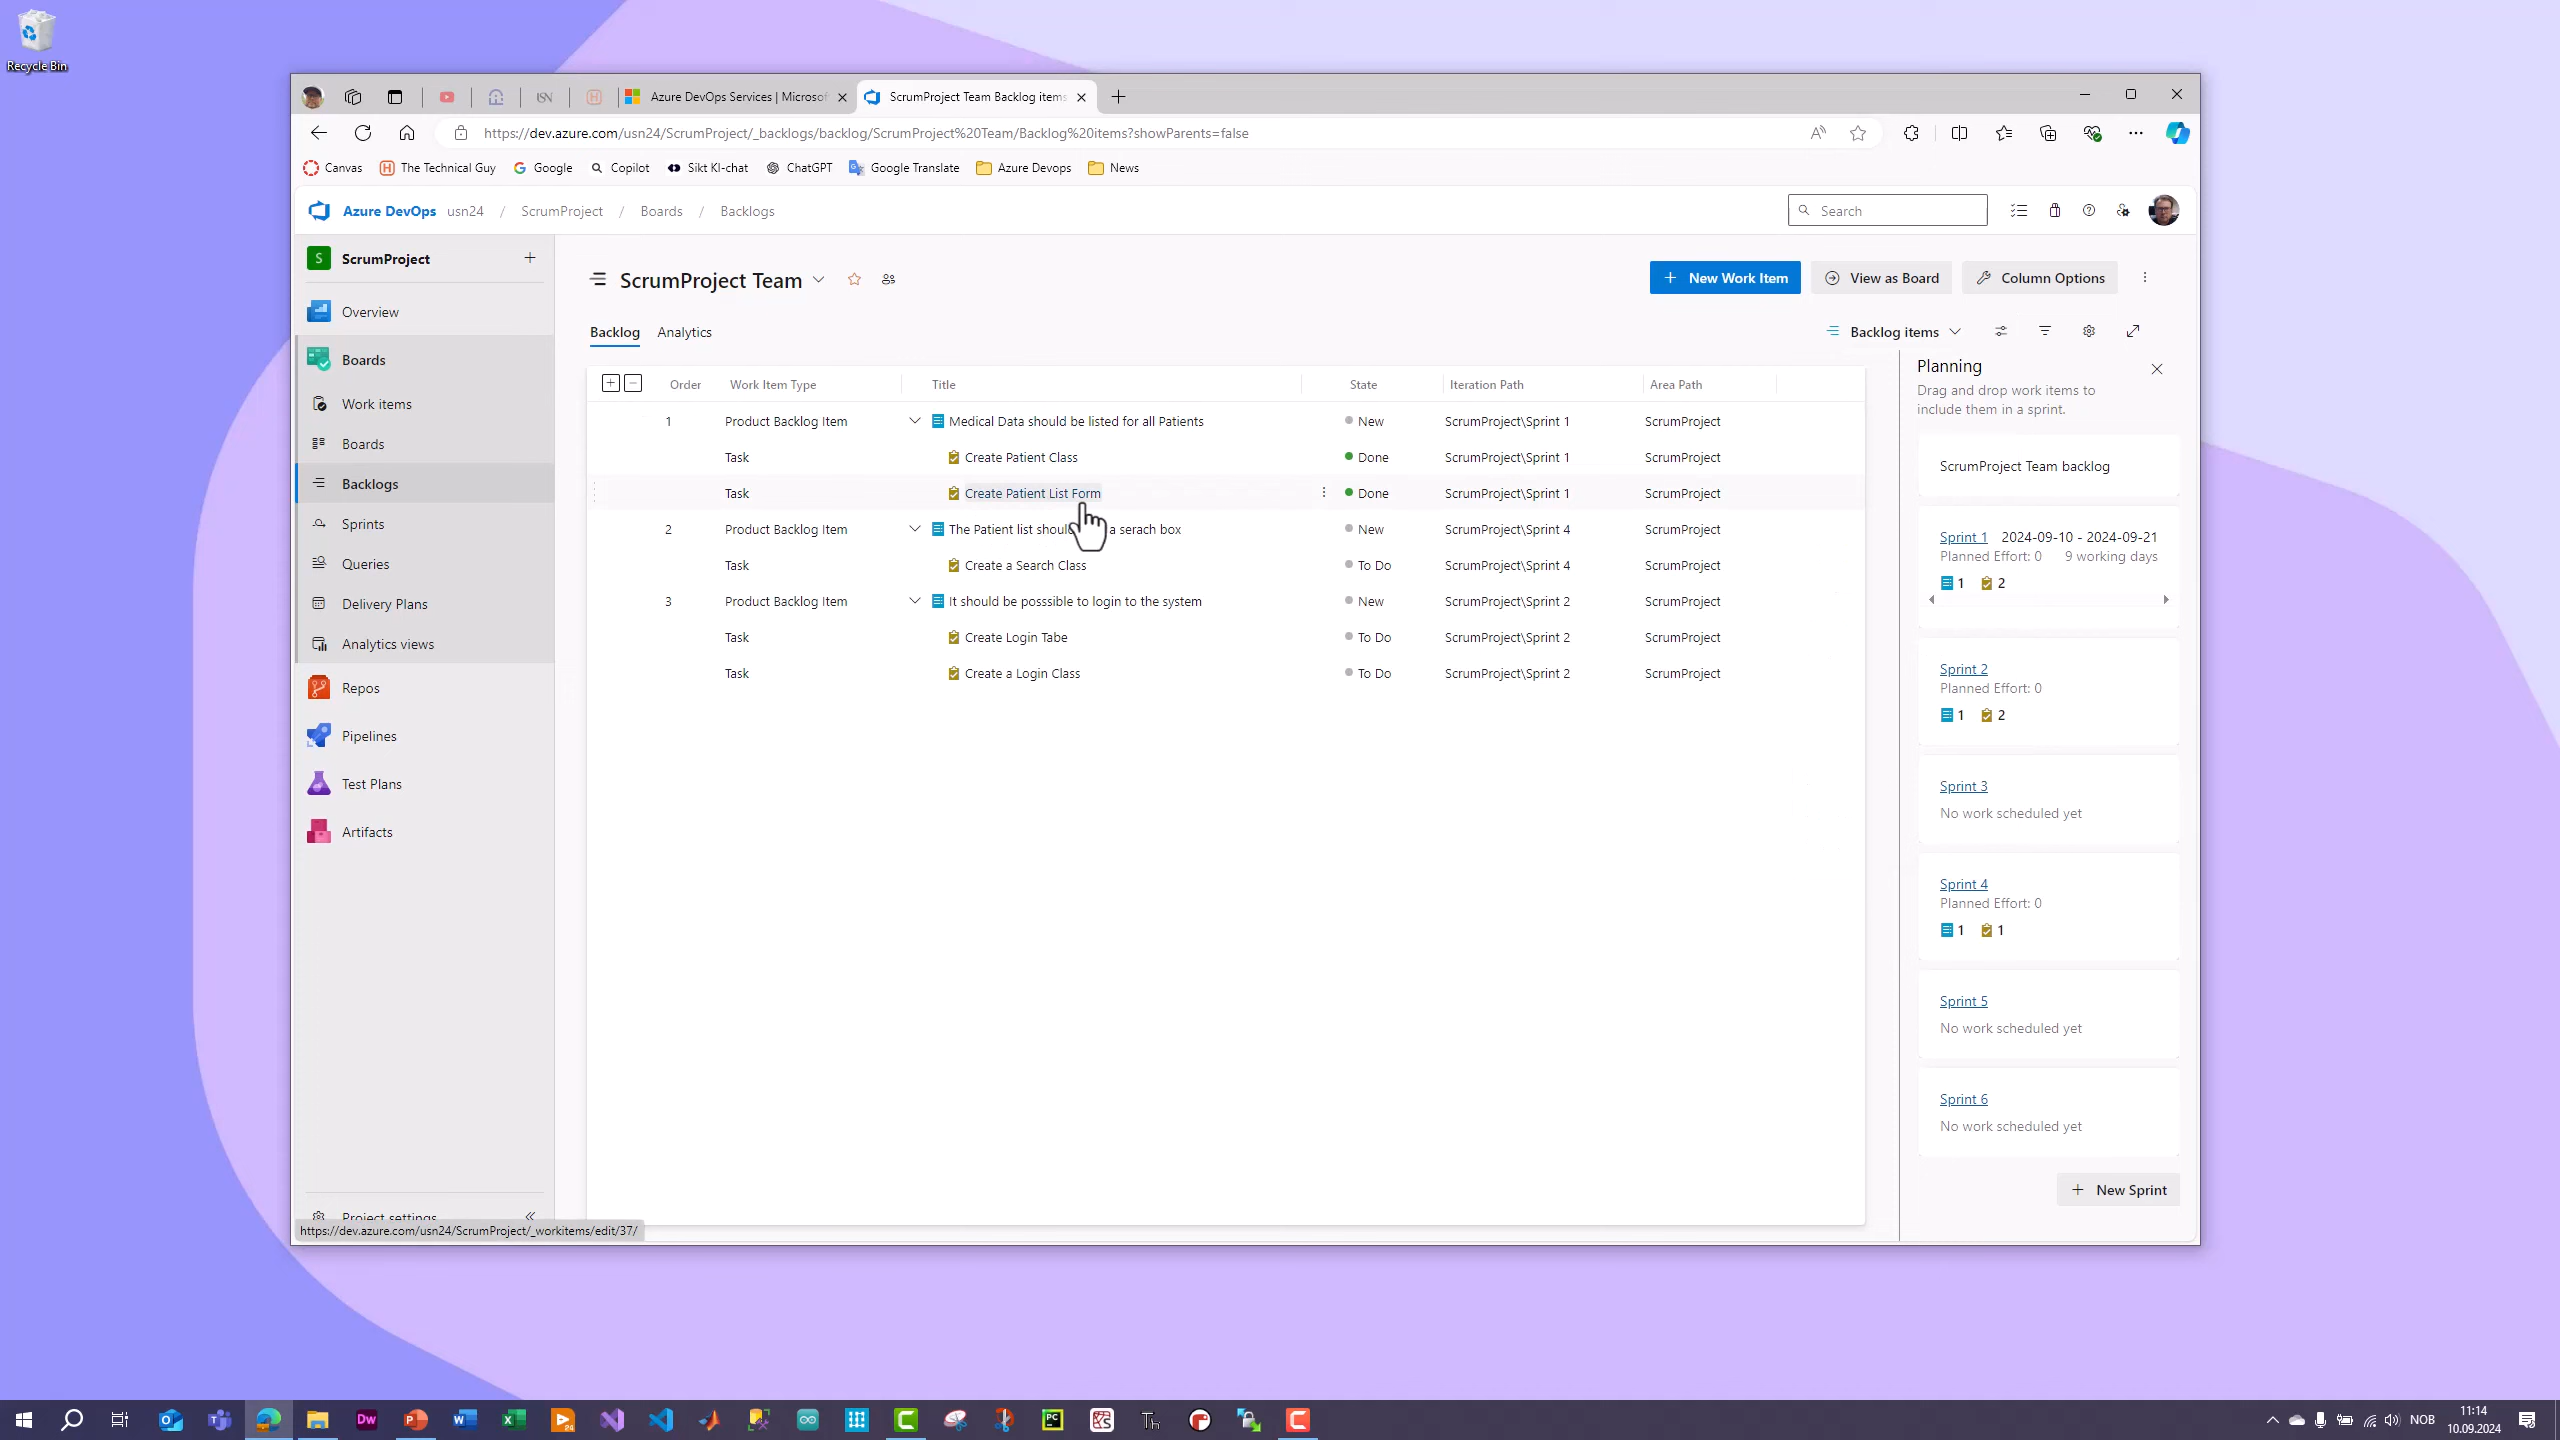 Recycle Bin
Azure DevOps Services | Microsof
ScrumProject Team Backlog items
https://dev.azure.com/usn24/ScrumProject/_backlogs/backlog/ScrumProject%20Team/Backlog%20items?showParents=false
Canvas
The Technical Guy
Google
Copilot
Sikt KI-chat
ChatGPT
Google Translate
Azure Devops
News
Azure DevOps usn24 / ScrumProject / Boards / Backlogs
Search
S ScrumProject
Overview
Boards
Work items
Boards
Backlogs
Sprints
Queries
Delivery Plans
Analytics views
Repos
Pipelines
Test Plans
Artifacts
Project settings
https://dev.azure.com/usn24/ScrumProject/_workitems/edit/37/
ScrumProject Team
New Work Item
View as Board
Column Options
Backlog Analytics
Backlog items
Order Work Item Type Title State Iteration Path Area Path
1 Product Backlog Item Medical Data should be listed for all Patients New ScrumProject\Sprint 1 ScrumProject
Task Create Patient Class Done ScrumProject\Sprint 1 ScrumProject
Task Create Patient List Form Done ScrumProject\Sprint 1 ScrumProject
2 Product Backlog Item The Patient list shoul a serach box New ScrumProject\Sprint 4 ScrumProject
Task Create a Search Class To Do ScrumProject\Sprint 4 ScrumProject
3 Product Backlog Item It should be posssible to login to the system New ScrumProject\Sprint 2 ScrumProject
Task Create Login Tabe To Do ScrumProject\Sprint 2 ScrumProject
Task Create a Login Class To Do ScrumProject\Sprint 2 ScrumProject
Planning
Drag and drop work items to
include them in a sprint.
ScrumProject Team backlog
Sprint 1 2024-09-10 - 2024-09-21
Planned Effort: 0 9 working days
1 2
Sprint 2
Planned Effort: 0
1 2
Sprint 3
No work scheduled yet
Sprint 4
Planned Effort: 0
1 1
Sprint 5
No work scheduled yet
Sprint 6
No work scheduled yet
New Sprint
NOB
11:14
10.09.2024